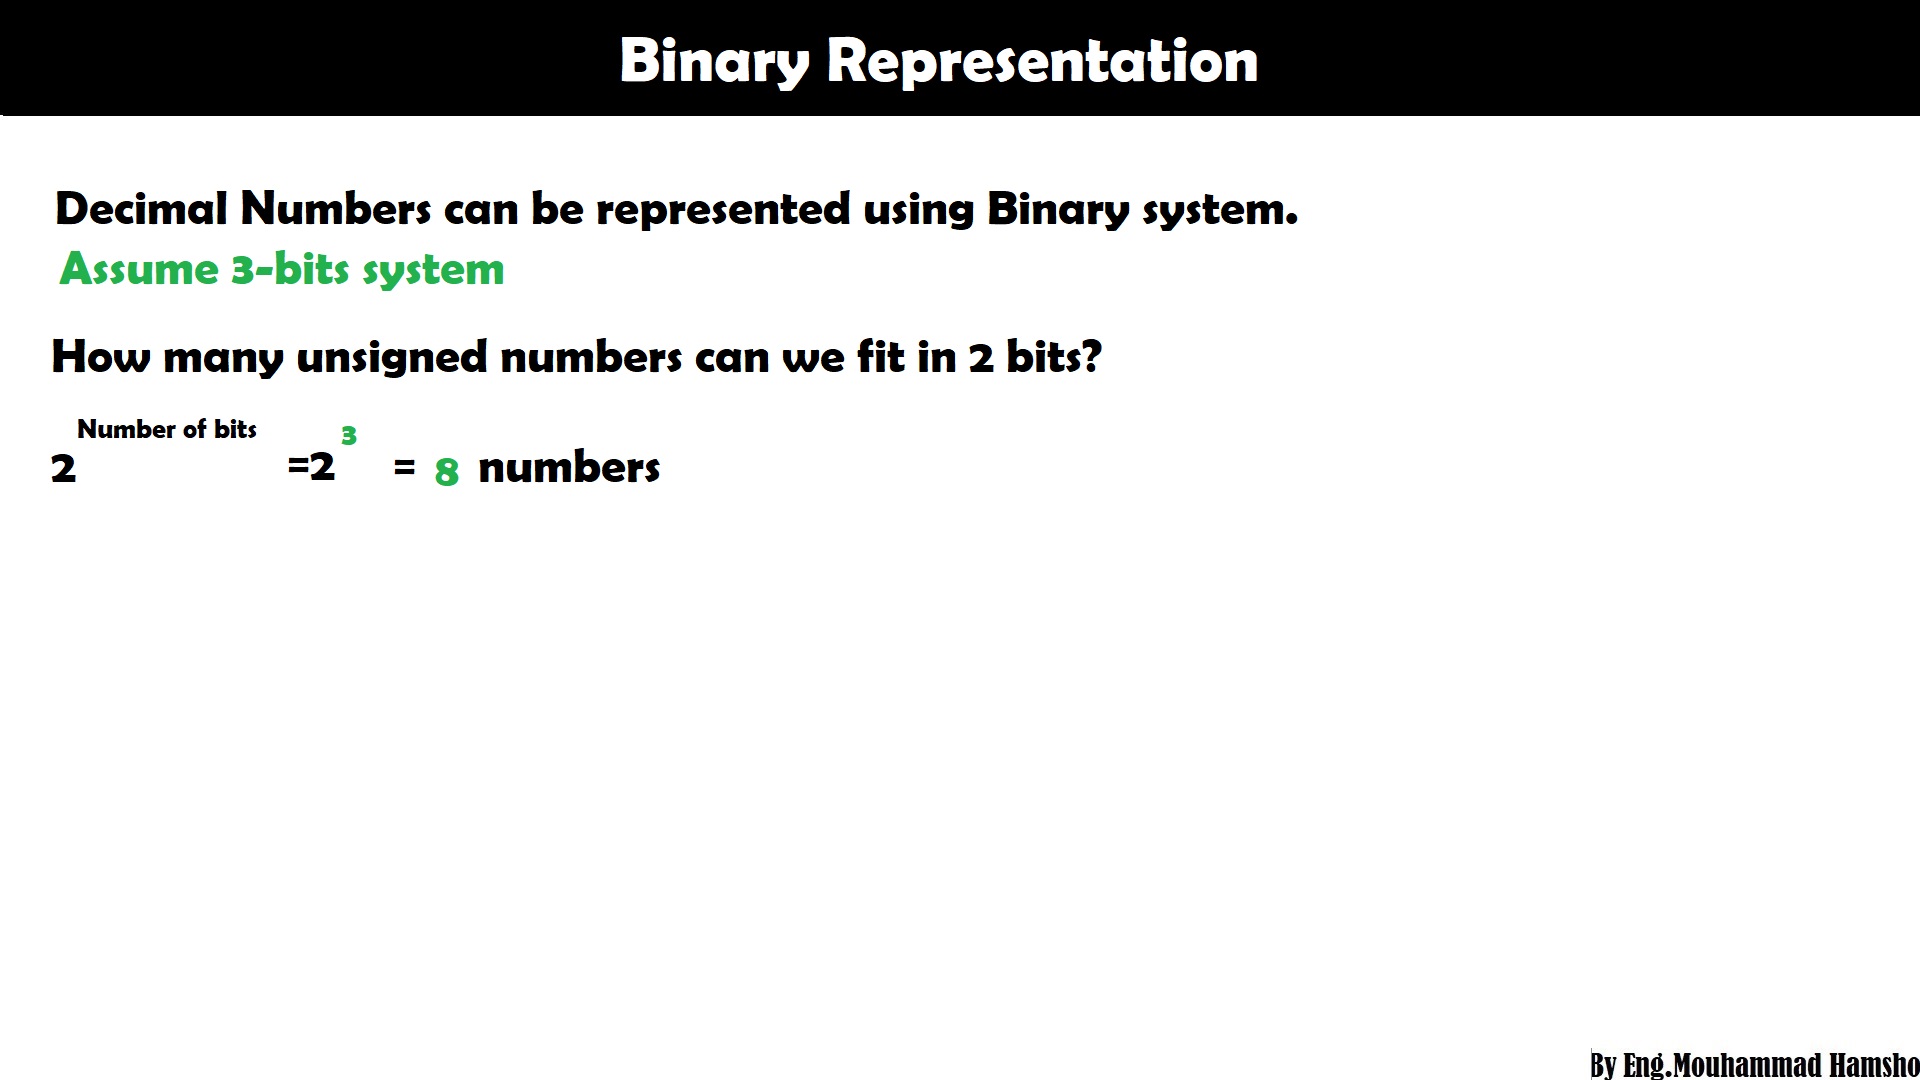 Binary Representation
Decimal Numbers can be represented using Binary system.
Assume 3-bits system
How many unsigned numbers can we fit in 2 bits?
2 Number of bits =2 3 = 8 numbers
By Eng.Mouhammad Hamsho